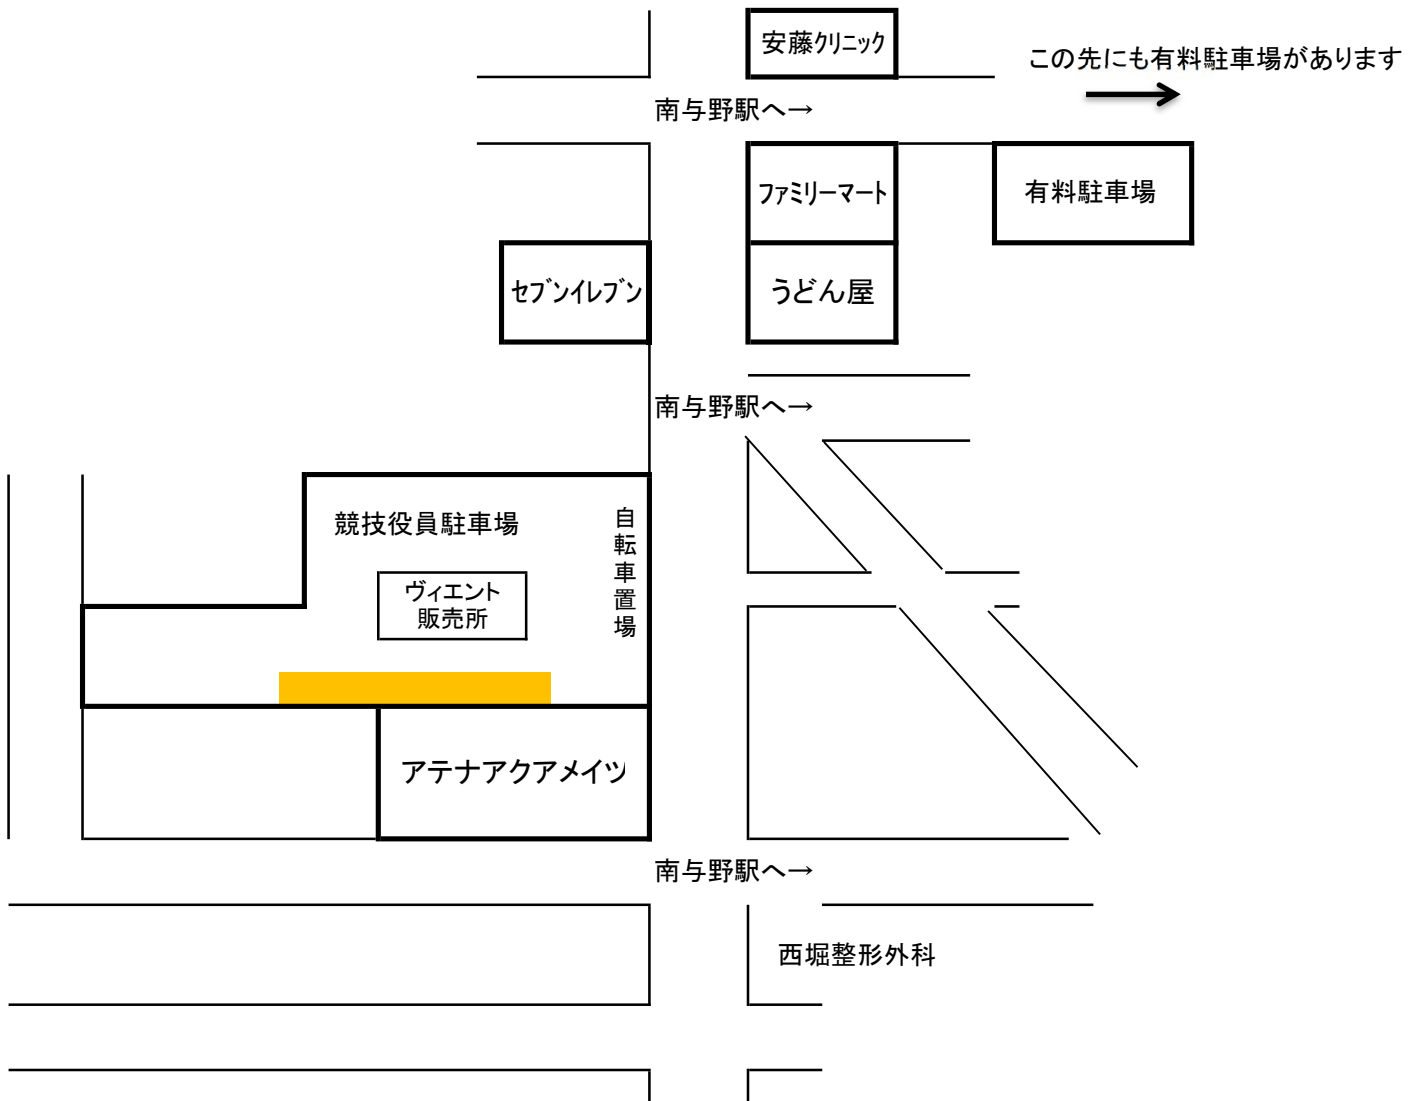 安藤クリニック
この先にも有料駐車場があります
南与野駅へ→
ファミリーマート
有料駐車場
セブンイレブン
うどん屋
南与野駅へ→
競技役員駐車場
自転車置場
ヴィエント
販売所
アテナアクアメイツ
南与野駅へ→
西堀整形外科